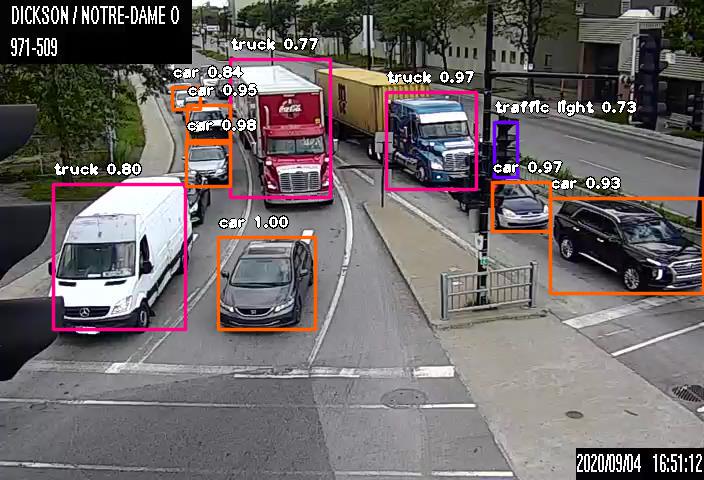 DICKSON / NOTRE-DAME O
971-509
truck 0.77
car 0.84
truck 0.97
car 0.95
traffic light 0.73
car 0.98
truck 0.80
car 0.97
car 0.93
car 1.00
Coca-Cola
2020/09/04 16:51:12